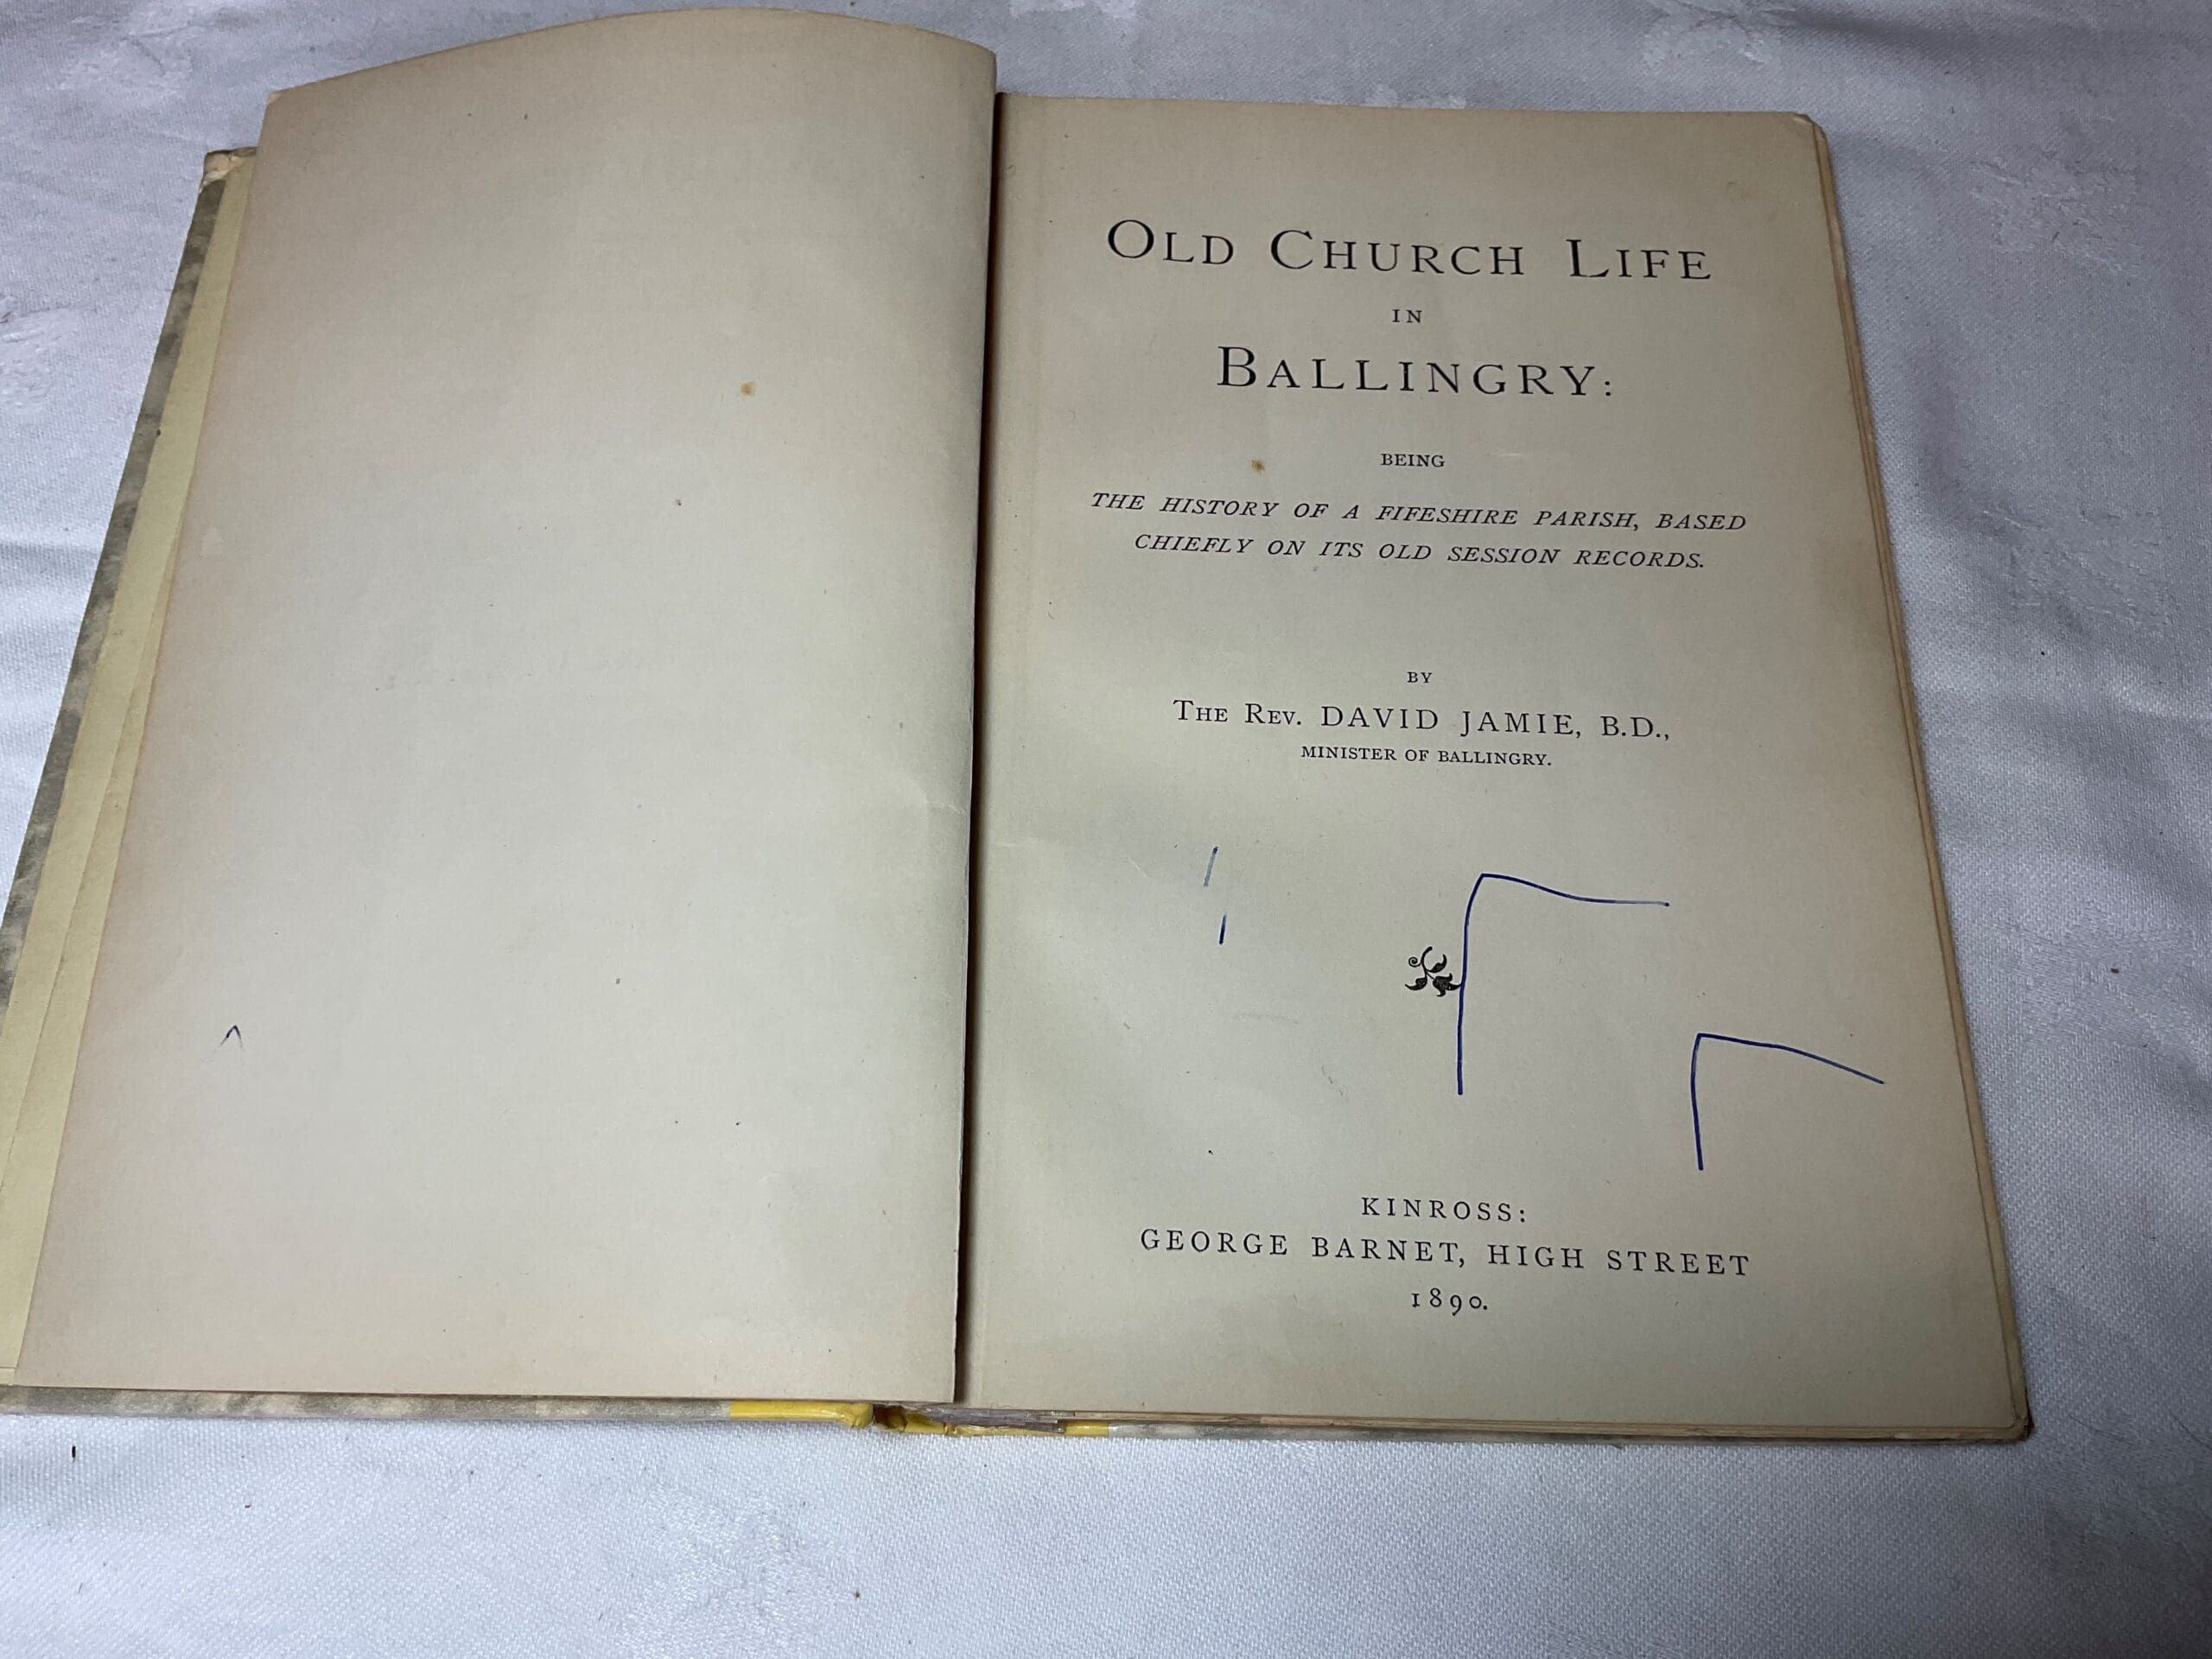 OLD CHURCH LIFE
IN
BALLINGRY:
BEING
THE HISTORY OF A FIFESHIRE PARISH, BASED
CHIEFLY ON ITS OLD SESSION RECORDS.
BY
THE REV. DAVID JAMIE, B.D.,
MINISTER OF BALLINGRY.
KINROSS:
GEORGE BARNET, HIGH STREET
1890.